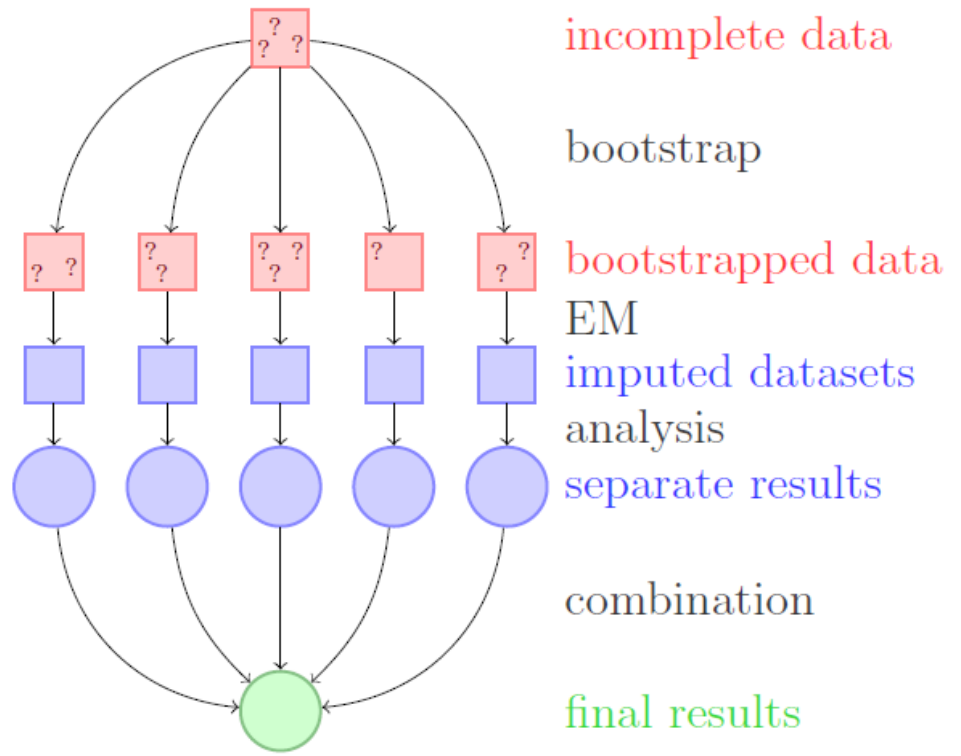 ? ? ?
incomplete data
bootstrap
? ? ? ? ? ? ? ? ?  ?
bootstrapped data
EM
imputed datasets
analysis
separate results
combination
final results